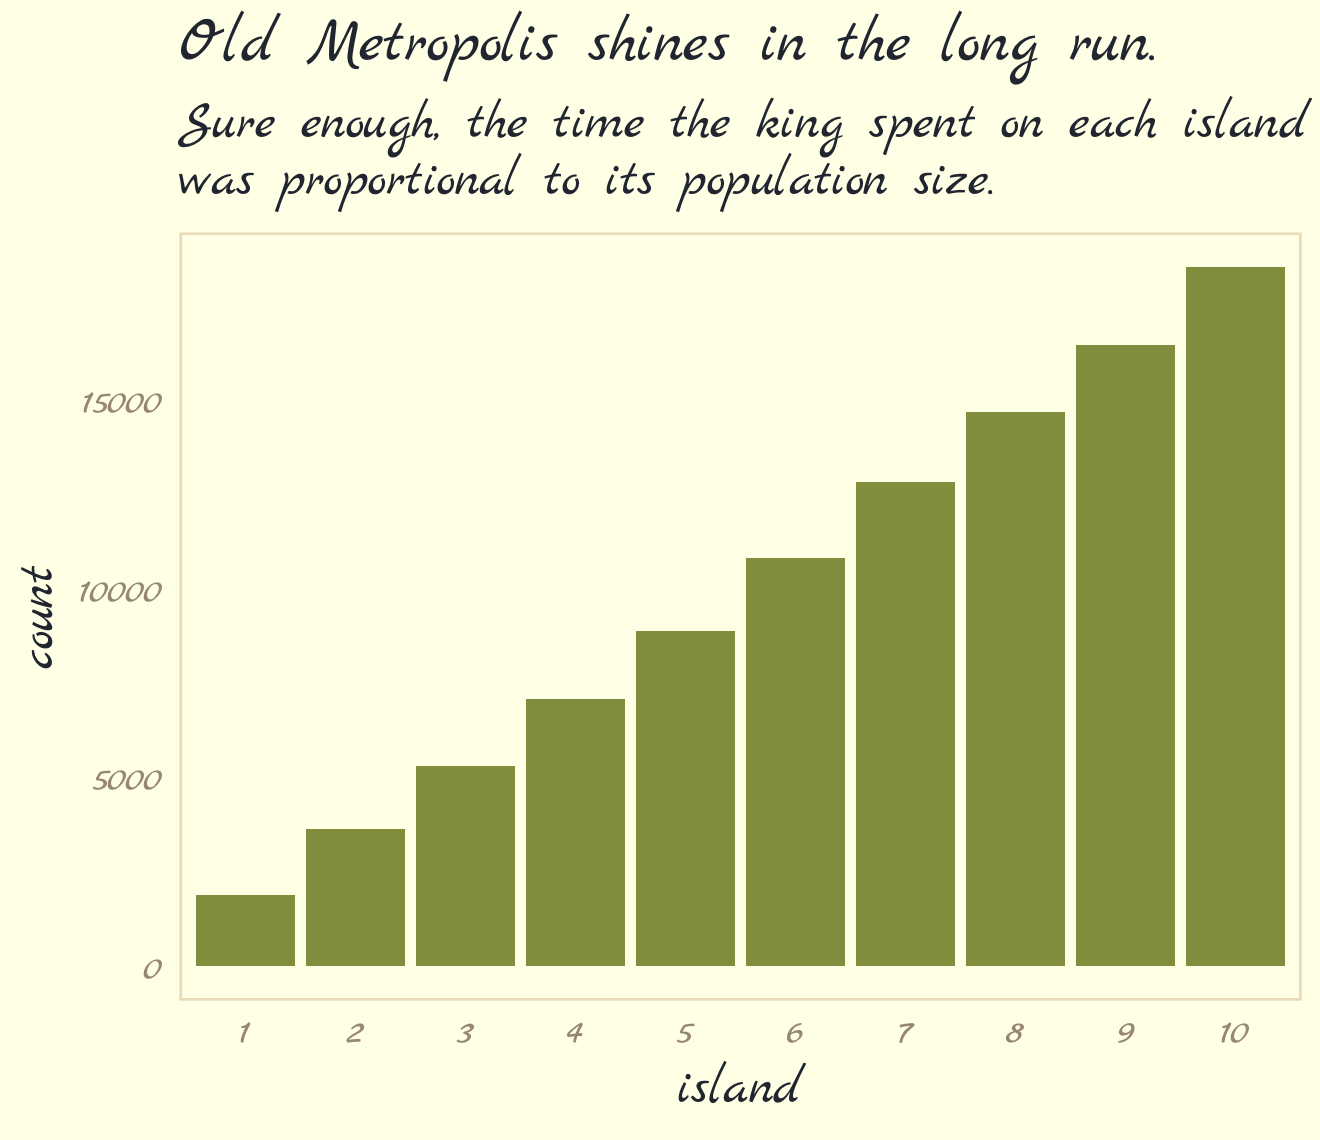 Old Metropolis shines in the long run.
Sure enough, the time the king spent on each island
was proportional to its population size.
15000
10000
5000
0
count
1 2 3 4 5 6 7 8 9 10
island